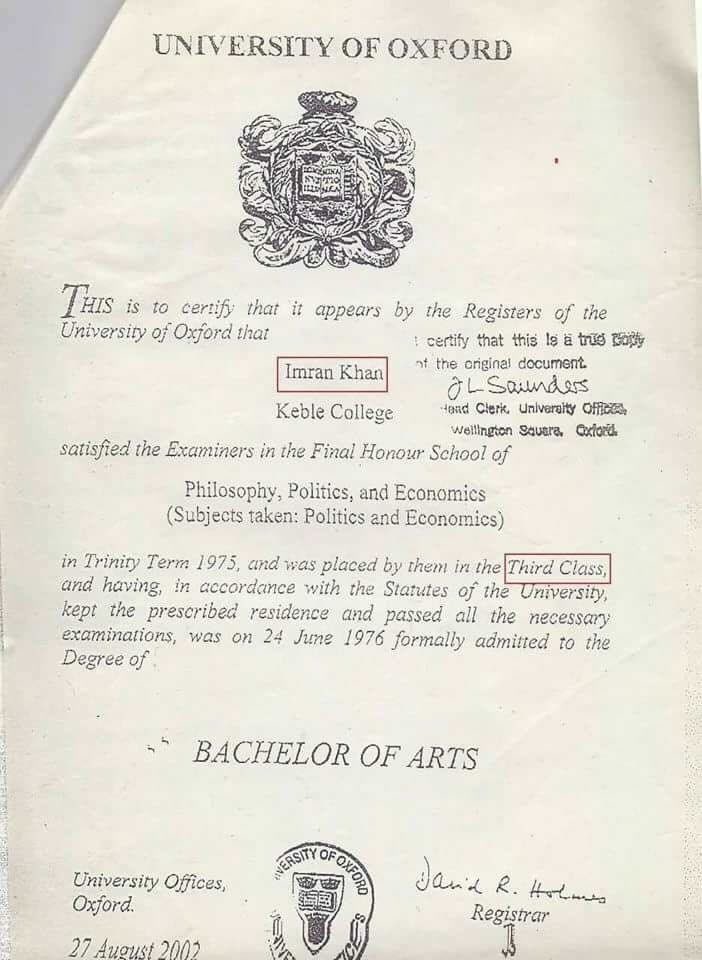 UNIVERSITY OF OXFORD
THIS is to certify that it appears by the Registers of the
University of Oxford that
certify that this is a true copy
of the original document.
J L Saunders
Head Clerk, University Offices,
Wellington Square, Oxford.
Imran Khan
Keble College
satisfied the Examiners in the Final Honour School of
Philosophy, Politics, and Economics
(Subjects taken: Politics and Economics)
in Trinity Term 1975, and was placed by them in the Third Class,
and having, in accordance with the Statutes of the University,
kept the prescribed residence and passed all the necessary
examinations, was on 24 June 1976 formally admitted to the
Degree of
BACHELOR OF ARTS
University Offices,
Oxford.
27 August 2002
UNIVERSITY OF OXFORD
David R. Holmes
Registrar